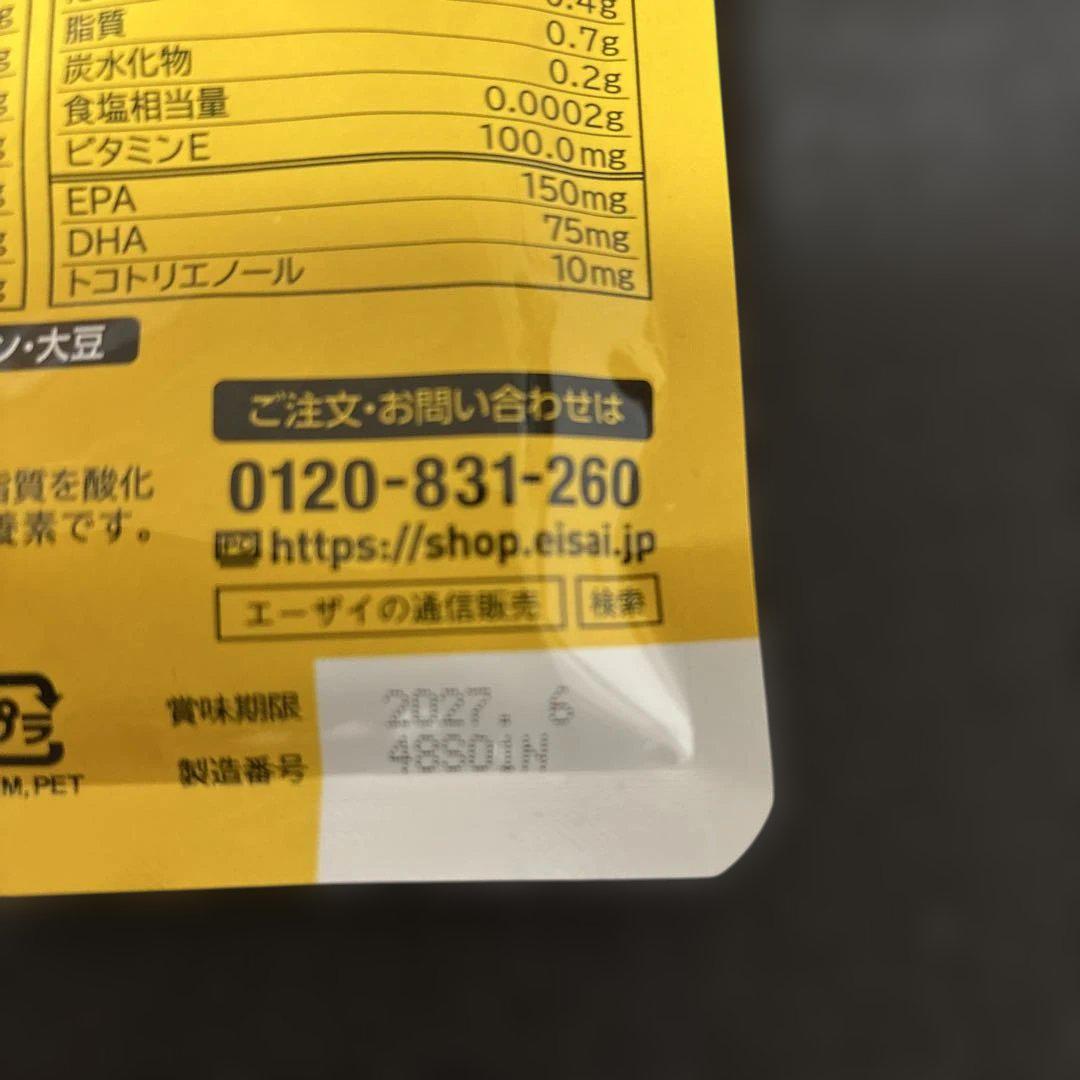 0.4g
脂質 0.7g
炭水化物 0.2g
食塩相当量 0.0002g
ビタミンE 100.0mg
EPA 150mg
DHA 75mg
トコトリエノール 10mg
ン・大豆
ご注文・お問い合わせは
質を酸化
0120-831-260
養素です。
https://shop.eisai.jp
エーザイの通信販売 検索
プラ
賞味期限 2027. 6
M, PET
製造番号 48S01N